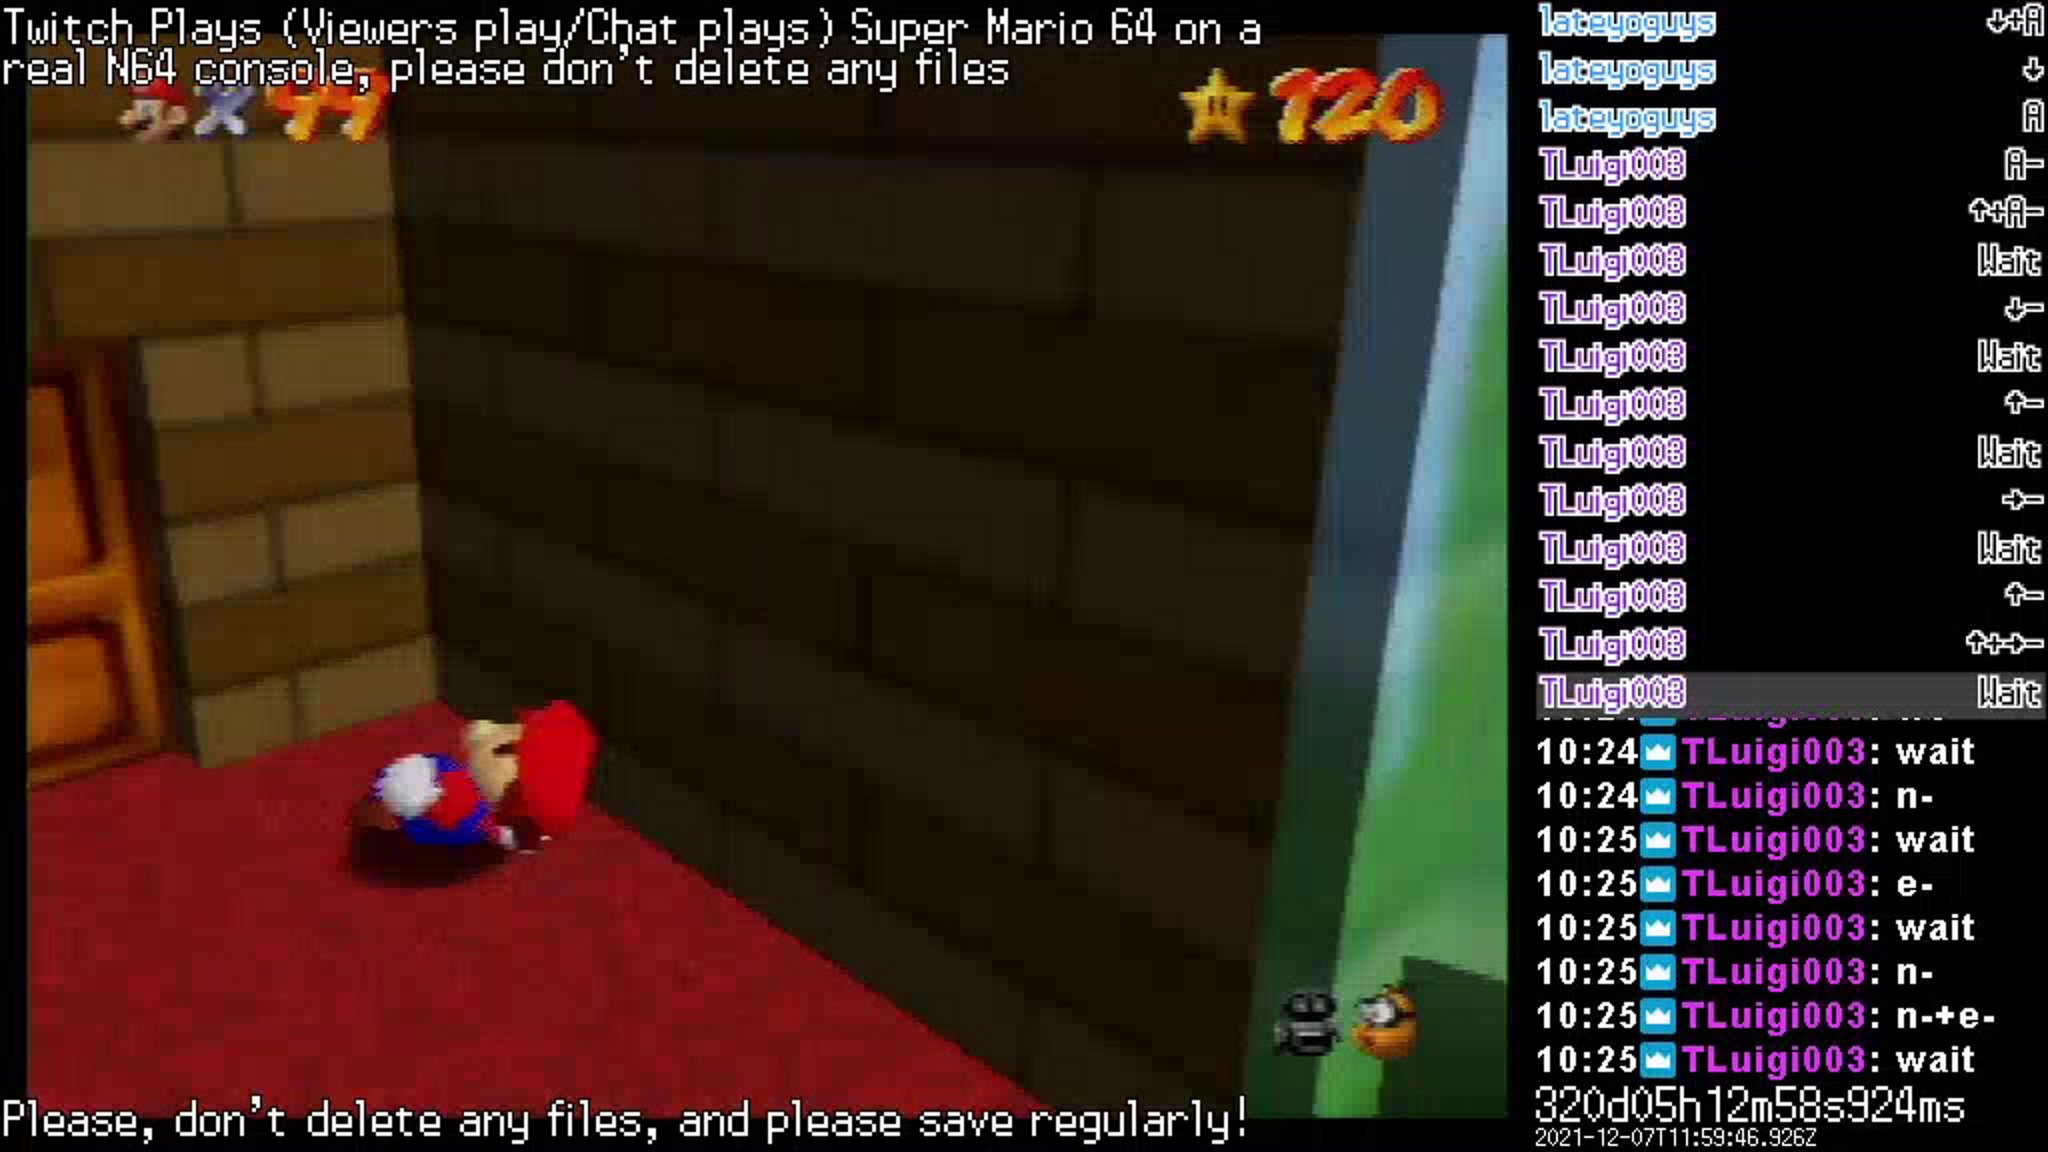 Twitch Plays (Viewers play/Chat plays) Super Mario 64 on a
real N64 console, please don't delete any files
120
lateyoguys ↓+A
lateyoguys ↓
lateyoguys A
TLuigi003 A-
TLuigi003 ↑+A-
TLuigi003 Wait
TLuigi003 ↓-
TLuigi003 Wait
TLuigi003 ↑-
TLuigi003 Wait
TLuigi003 →-
TLuigi003 Wait
TLuigi003 ↑-
TLuigi003 ↑+→-
TLuigi003 Wait
10:24 TLuigi003: wait
10:24 TLuigi003: n-
10:25 TLuigi003: wait
10:25 TLuigi003: e-
10:25 TLuigi003: wait
10:25 TLuigi003: n-
10:25 TLuigi003: n-+e-
10:25 TLuigi003: wait
Please, don't delete any files, and please save regularly!
320d05h12m58s924ms
2021-12-07T11:59:46.926Z